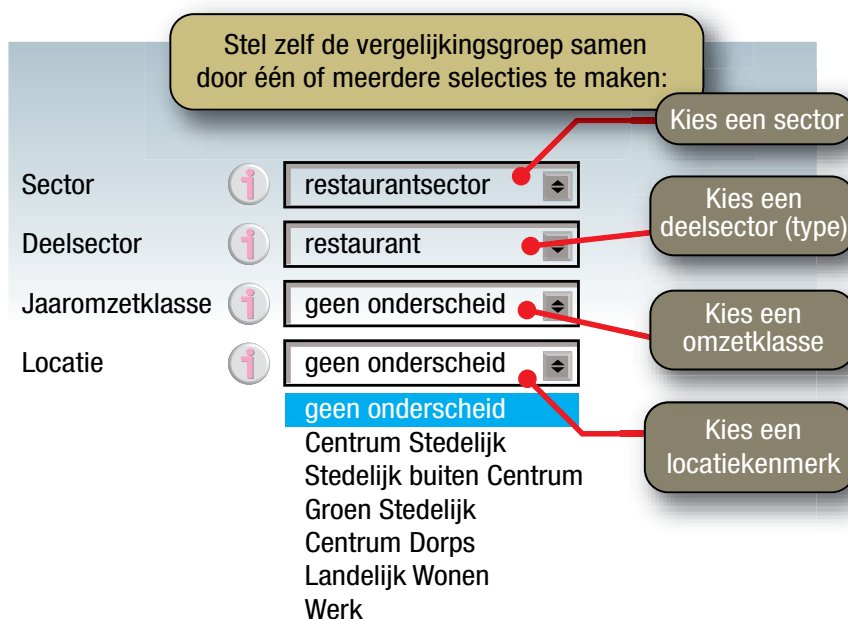 Stel zelf de vergelijkingsgroep samen
door één of meerdere selecties te maken:
Kies een sector
Sector
restaurantsector
Kies een
deelsector (type)
Deelsector
restaurant
Jaaromzetklasse
geen onderscheid
Kies een
omzetklasse
Locatie
geen onderscheid
geen onderscheid
Centrum Stedelijk
Stedelijk buiten Centrum
Groen Stedelijk
Centrum Dorps
Landelijk Wonen
Werk
Kies een
locatiekenmerk